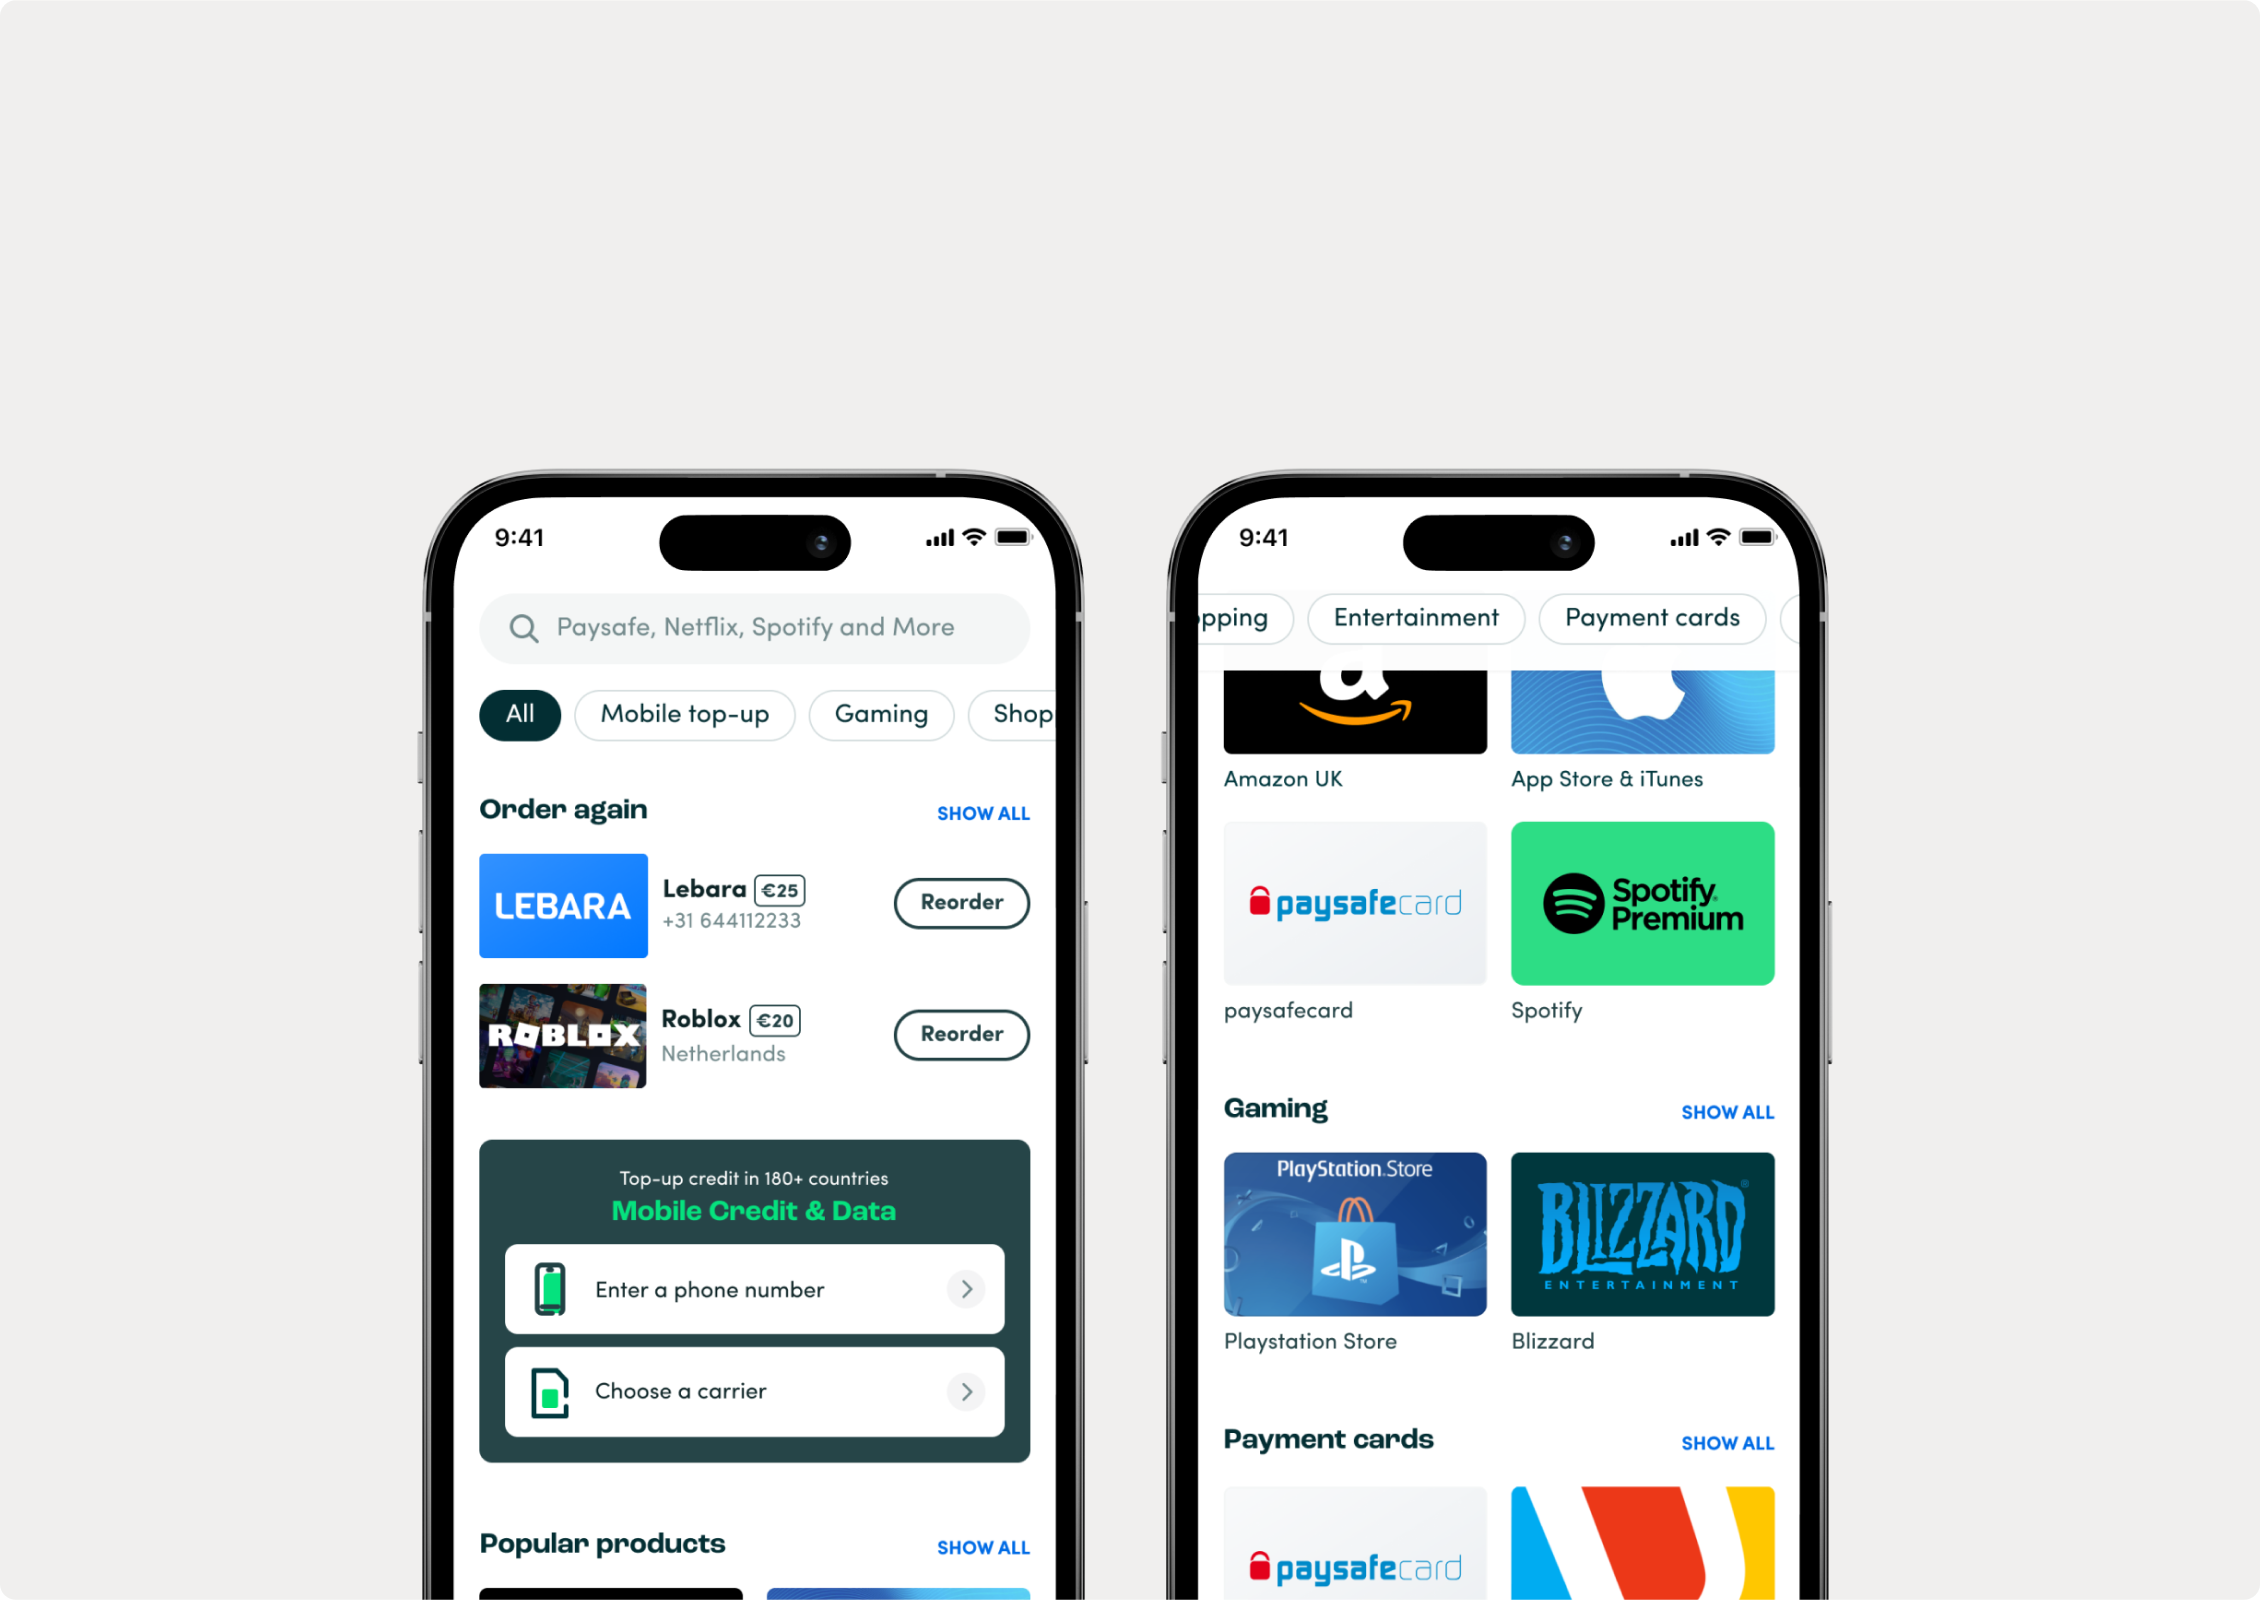 9:41
Paysafe, Netflix, Spotify and More
All
Mobile top-up
Gaming
Shop
Order again
SHOW ALL
LEBARA
Lebara €25
+31 644112233
Reorder
ROBLOX
Roblox €20
Netherlands
Reorder
Top-up credit in 180+ countries
Mobile Credit & Data
Enter a phone number
Choose a carrier
Popular products
SHOW ALL
9:41
opping
Entertainment
Payment cards
a
Amazon UK
App Store & iTunes
paysafecard
Spotify
Premium
paysafecard
Spotify
Gaming
SHOW ALL
PlayStation.Store
BLIZZARD
ENTERTAINMENT
Playstation Store
Blizzard
Payment cards
SHOW ALL
paysafecard